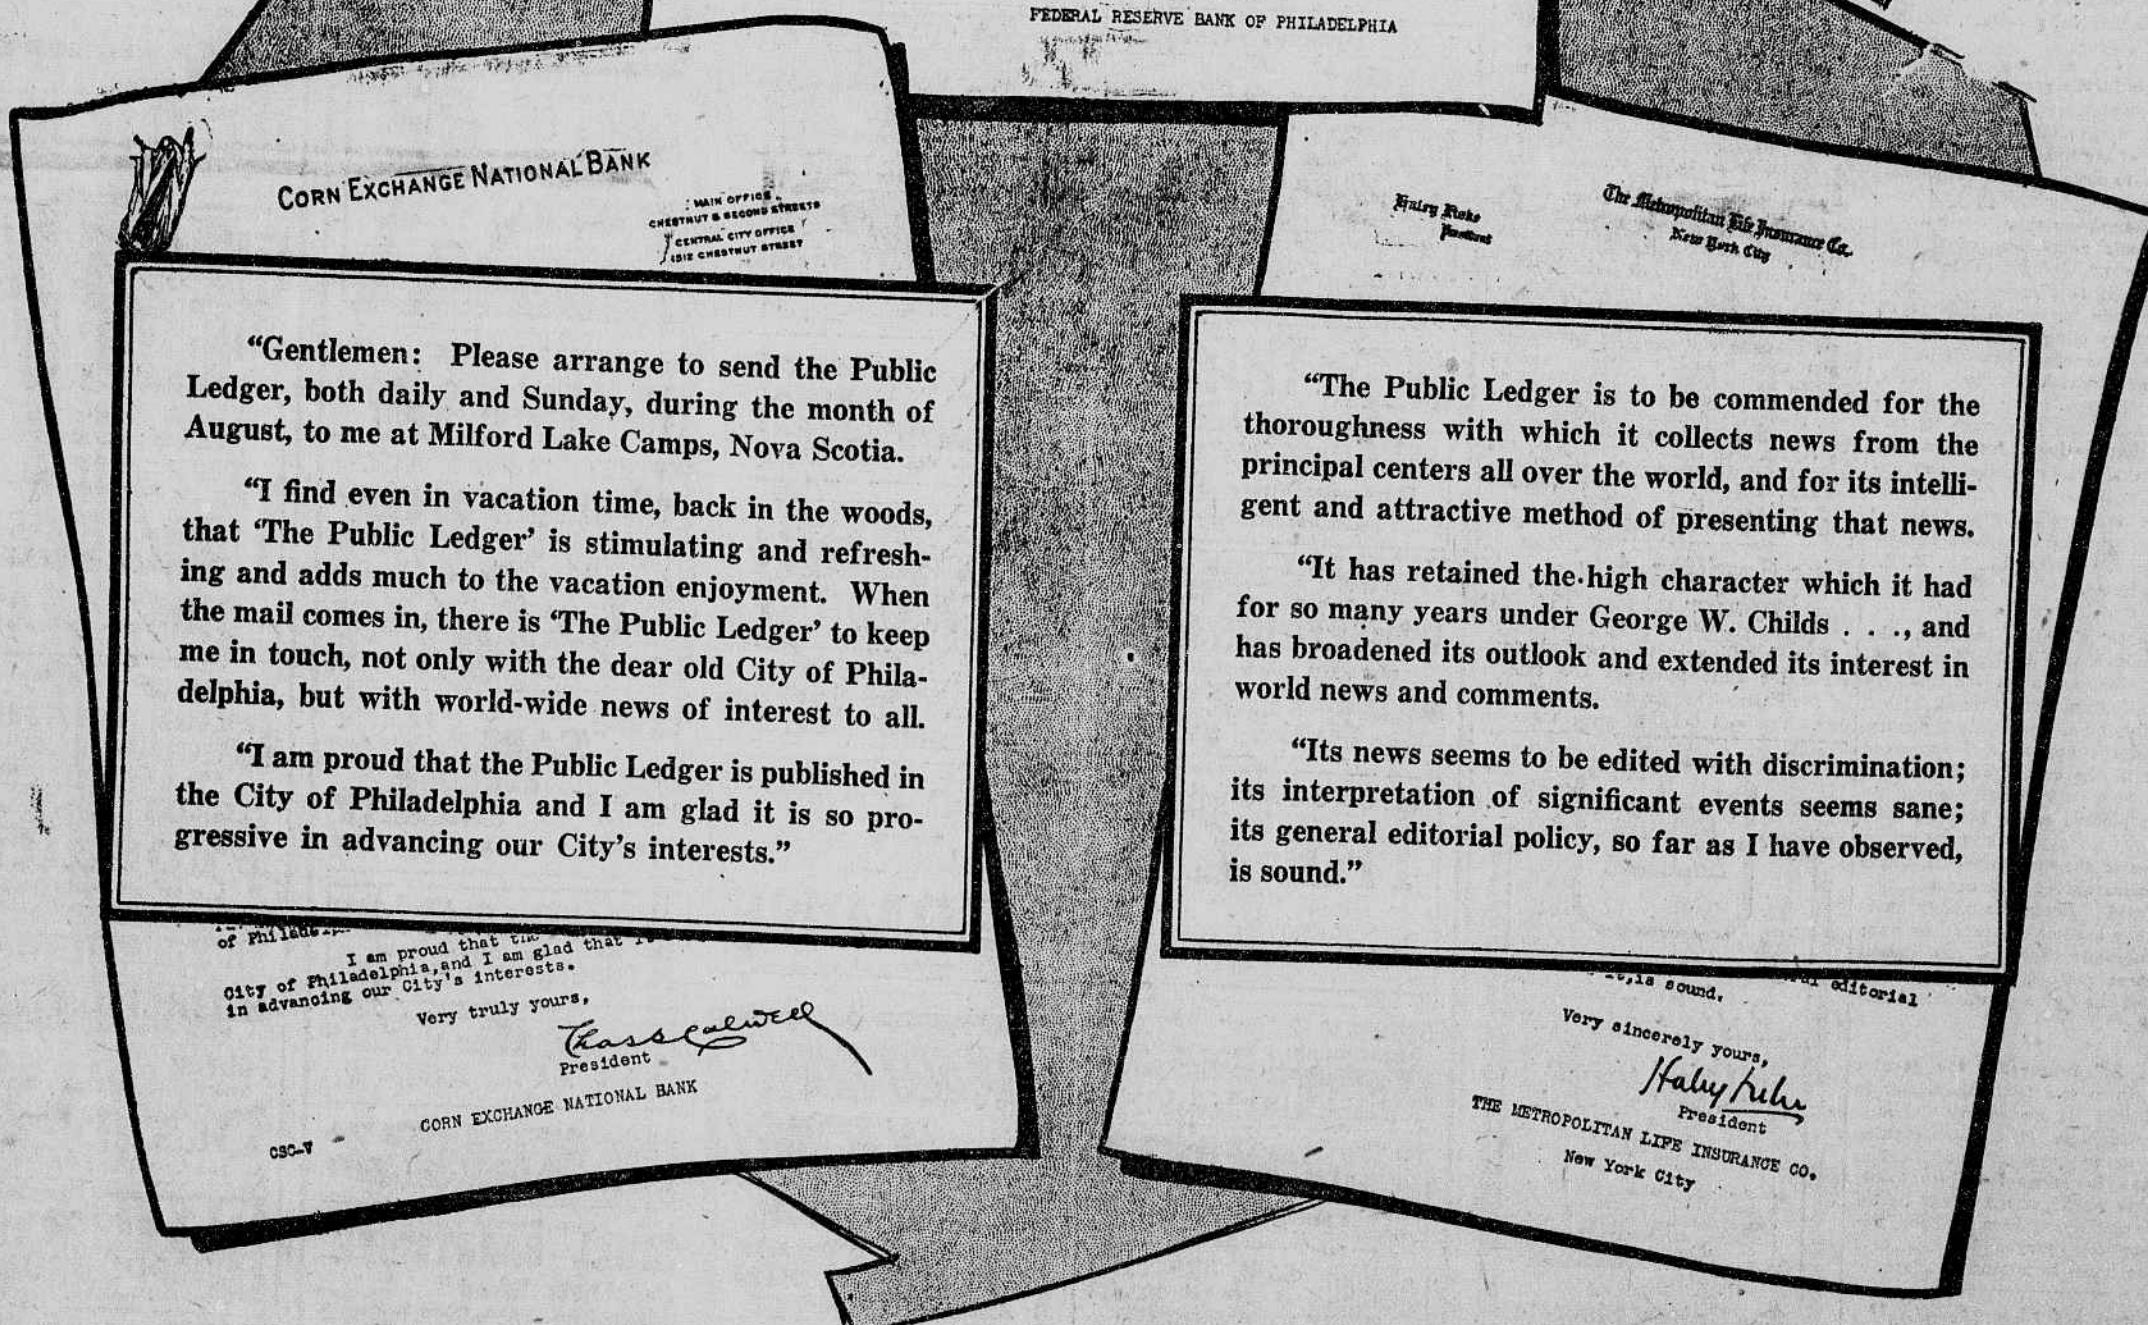 FEDERAL RESERVE BANK OF PHILADELPHIA
CORN EXCHANGE NATIONAL BANK
MAIN OFFICE
CHESTNUT & SECOND STREETS
CENTRAL CITY OFFICE
1512 CHESTNUT STREET
"Gentlemen: Please arrange to send the Public
Ledger, both daily and Sunday, during the month of
August, to me at Milford Lake Camps, Nova Scotia.
"I find even in vacation time, back in the woods,
that 'The Public Ledger' is stimulating and refresh-
ing and adds much to the vacation enjoyment. When
the mail comes in, there is 'The Public Ledger' to keep
me in touch, not only with the dear old City of Phila-
delphia, but with world-wide news of interest to all.
"I am proud that the Public Ledger is published in
the City of Philadelphia and I am glad it is so pro-
gressive in advancing our City's interests."
of
I am proud that
City of Philadelphia, and I am glad that
in advancing our City's interests.
Very truly yours,
President
CORN EXCHANGE NATIONAL BANK
CSC-V
Haley Fiske
President
The Metropolitan Life Insurance Co.
New York City
"The Public Ledger is to be commended for the
thoroughness with which it collects news from the
principal centers all over the world, and for its intelli-
gent and attractive method of presenting that news.
"It has retained the high character which it had
for so many years under George W. Childs . . ., and
has broadened its outlook and extended its interest in
world news and comments.
"Its news seems to be edited with discrimination;
its interpretation of significant events seems sane;
its general editorial policy, so far as I have observed,
is sound."
editorial
is sound.
Very sincerely yours,
Haley Fiske
President
THE METROPOLITAN LIFE INSURANCE CO.
New York City